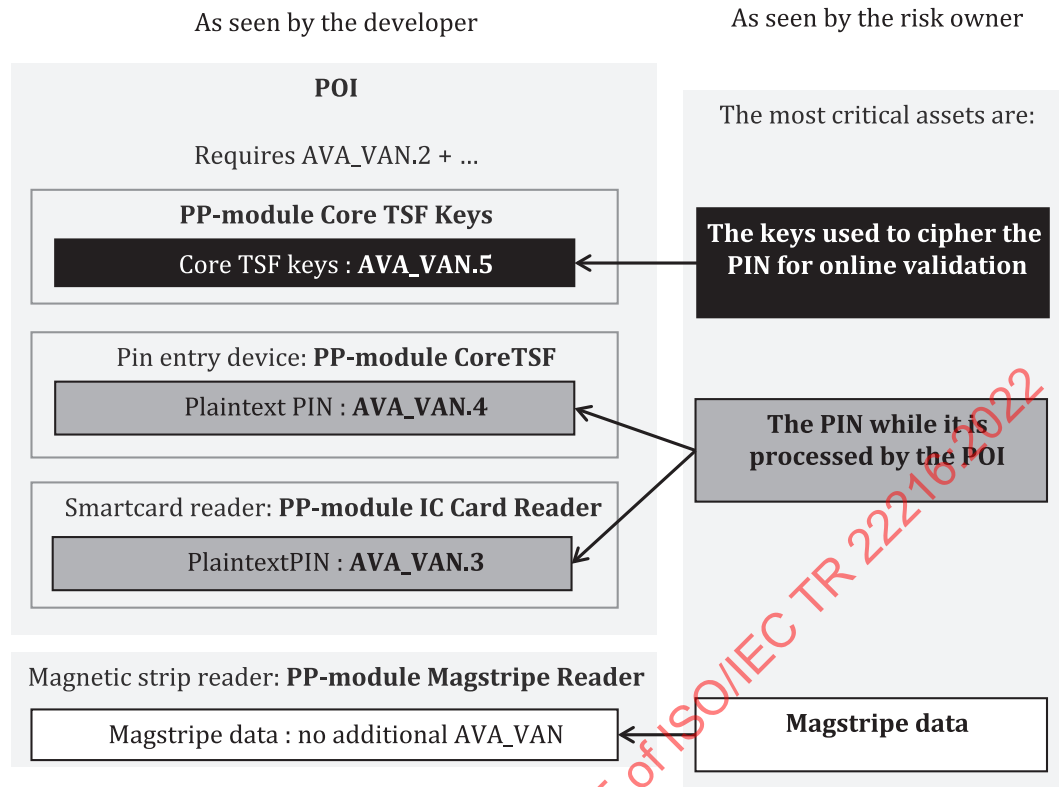 As seen by the developer
As seen by the risk owner
POI
Requires AVA_VAN.2 + ...
PP-module Core TSF Keys
Core TSF keys : AVA_VAN.5
Pin entry device: PP-module CoreTSF
Plaintext PIN : AVA_VAN.4
Smartcard reader: PP-module IC Card Reader
PlaintextPIN : AVA_VAN.3
Magnetic strip reader: PP-module Magstripe Reader
Magstripe data : no additional AVA_VAN
The most critical assets are:
The keys used to cipher the
PIN for online validation
The PIN while it is
processed by the POI
Magstripe data
of ISO/IEC TR 22216:2022